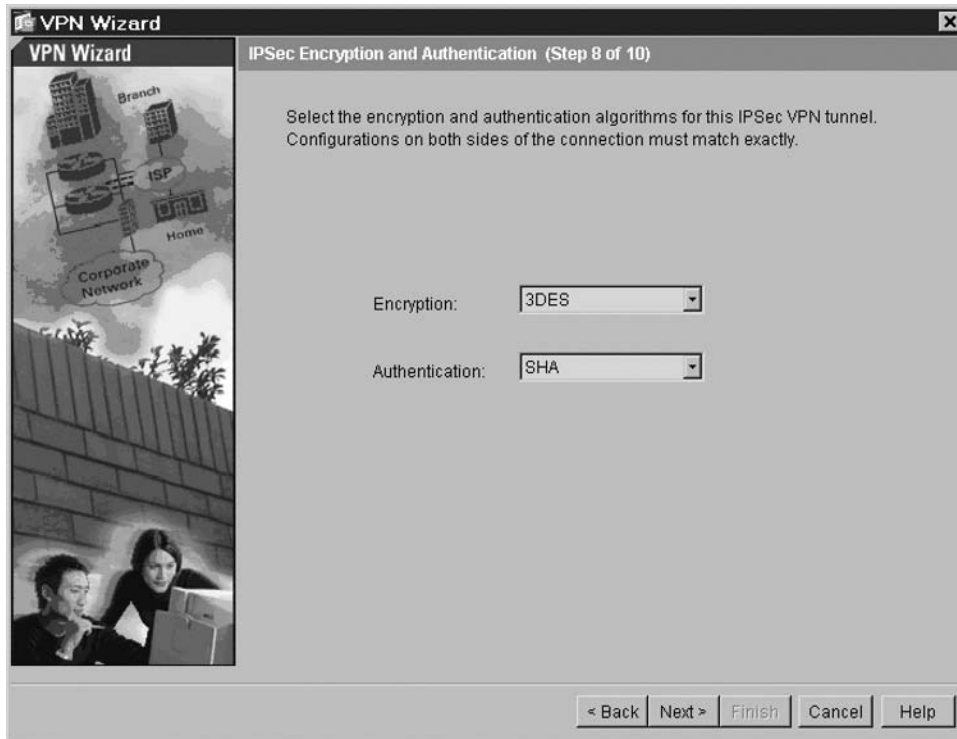 VPN Wizard
VPN Wizard
IPSec Encryption and Authentication (Step 8 of 10)
Branch
ISP
Home
Corporate
Network
Select the encryption and authentication algorithms for this IPSec VPN tunnel.
Configurations on both sides of the connection must match exactly.
Encryption: 3DES
Authentication: SHA
< Back Next > Finish Cancel Help